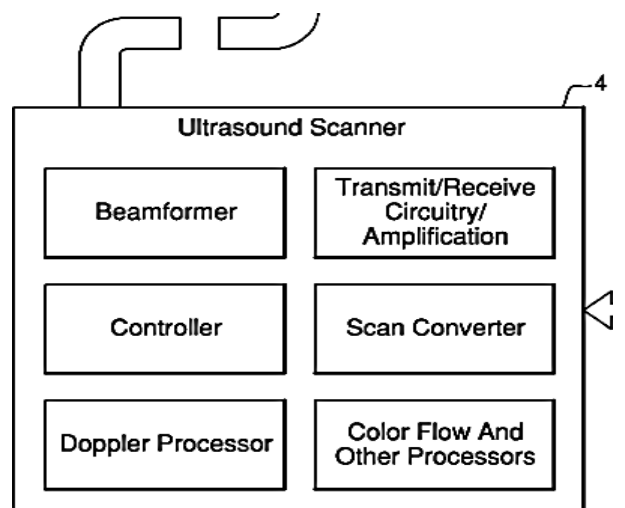 4
Ultrasound Scanner
Beamformer
Transmit/Receive
Circuitry/
Amplification
Controller
Scan Converter
Doppler Processor
Color Flow And
Other Processors